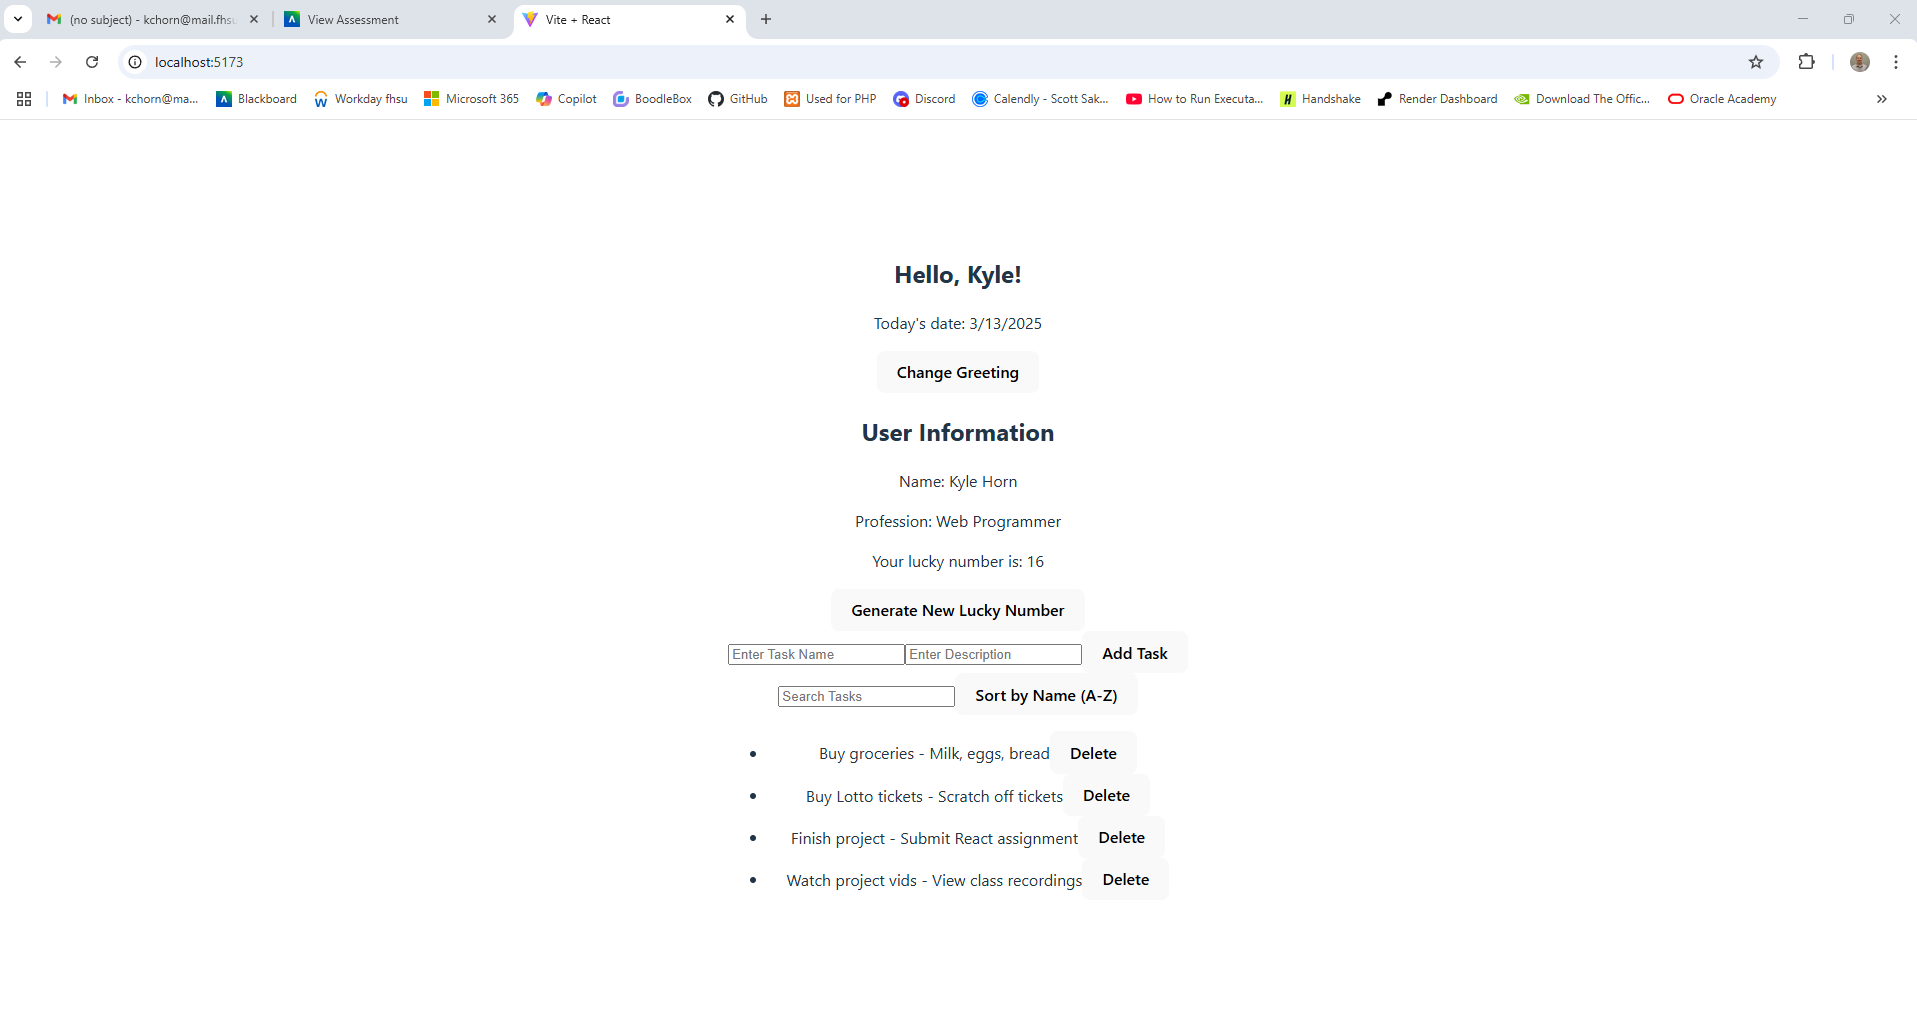 (no subject) - kchorn@mail.fhsu
View Assessment
Vite + React
localhost:5173
Inbox - kchorn@ma...
Blackboard
Workday fhsu
Microsoft 365
Copilot
BoodleBox
GitHub
Used for PHP
Discord
Calendly - Scott Sak...
How to Run Executa...
Handshake
Render Dashboard
Download The Offic...
Oracle Academy
Hello, Kyle!
Today's date: 3/13/2025
Change Greeting
User Information
Name: Kyle Horn
Profession: Web Programmer
Your lucky number is: 16
Generate New Lucky Number
Enter Task Name Enter Description Add Task
Search Tasks Sort by Name (A-Z)
• Buy groceries - Milk, eggs, bread Delete
• Buy Lotto tickets - Scratch off tickets Delete
• Finish project - Submit React assignment Delete
• Watch project vids - View class recordings Delete